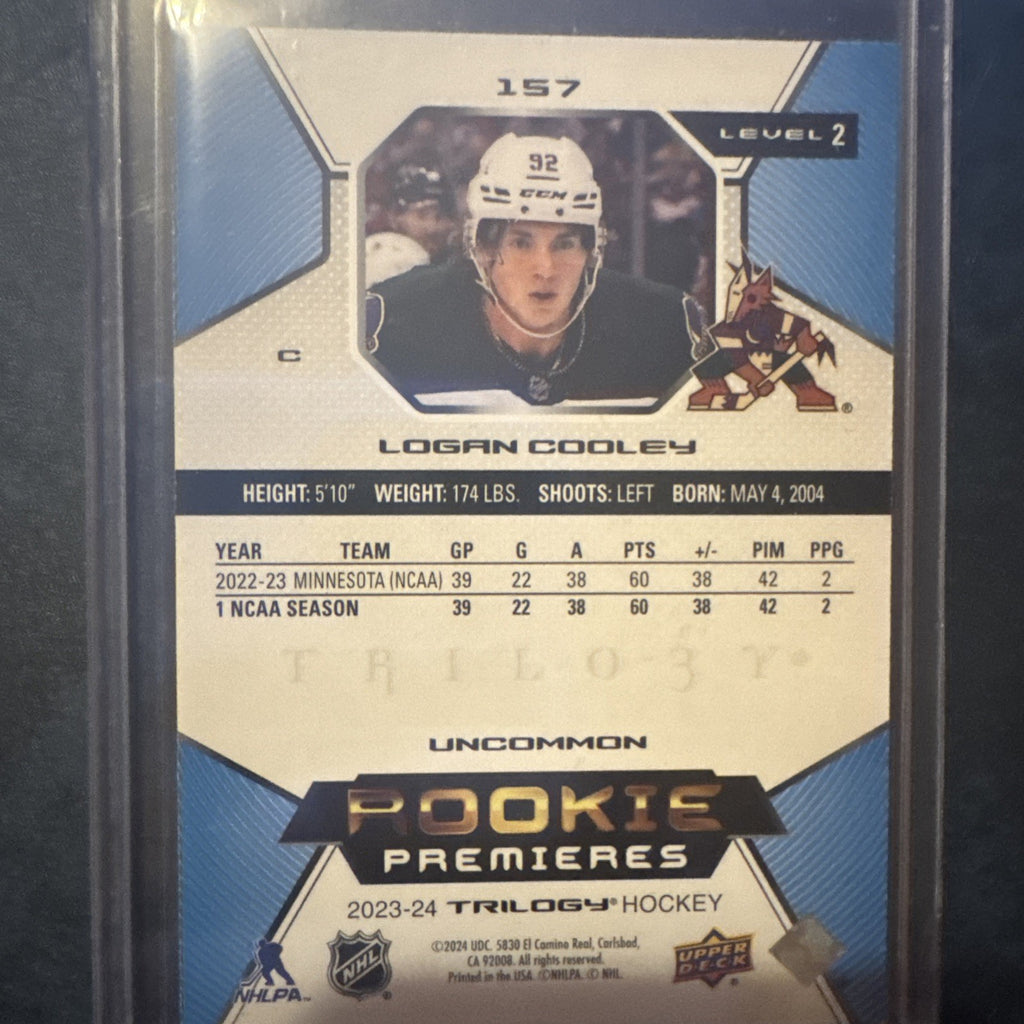 157
LEVEL 2
92
CCM
C
®
LOGAN COOLEY
HEIGHT: 5'10" WEIGHT: 174 LBS. SHOOTS: LEFT BORN: MAY 4, 2004
YEAR TEAM GP G A PTS +/- PIM PPG
2022-23 MINNESOTA (NCAA) 39 22 38 60 38 42 2
1 NCAA SEASON 39 22 38 60 38 42 2
TRILOGY
UNCOMMON
ROOKIE
PREMIERES
2023-24 TRILOGY® HOCKEY
©2024 UDC. 5830 El Camino Real, Carlsbad,
CA 92008. All rights reserved.
Printed in the USA. ©NHLPA. © NHL.
NHLPA™
NHL®
UPPER
DECK®